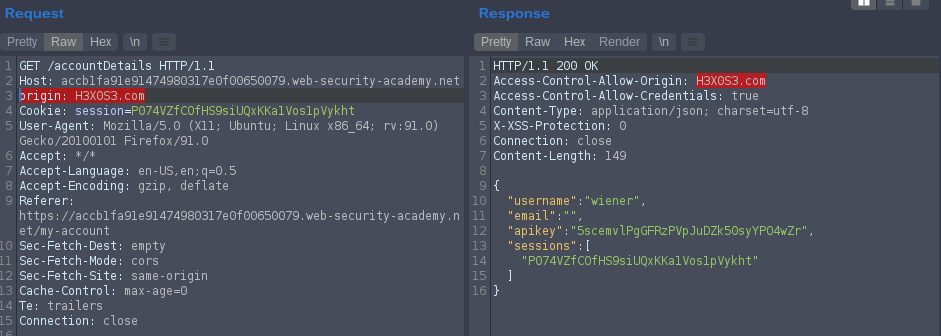 Request
Response
Pretty Raw Hex \n
Pretty Raw Hex Render \n
1 GET /accountDetails HTTP/1.1
2 Host: accb1fa91e91474980317e0f00650079.web-security-academy.net
3 origin: H3X0S3.com
4 Cookie: session=P074VZfCOfHS9siUQxKKa1Vos1pVykht
5 User-Agent: Mozilla/5.0 (X11; Ubuntu; Linux x86_64; rv:91.0)
Gecko/20100101 Firefox/91.0
6 Accept: */*
7 Accept-Language: en-US,en;q=0.5
8 Accept-Encoding: gzip, deflate
9 Referer:
https://accb1fa91e91474980317e0f00650079.web-security-academy.n
et/my-account
10 Sec-Fetch-Dest: empty
11 Sec-Fetch-Mode: cors
12 Sec-Fetch-Site: same-origin
13 Cache-Control: max-age=0
14 Te: trailers
15 Connection: close
16
1 HTTP/1.1 200 OK
2 Access-Control-Allow-Origin: H3X0S3.com
3 Access-Control-Allow-Credentials: true
4 Content-Type: application/json; charset=utf-8
5 X-XSS-Protection: 0
6 Connection: close
7 Content-Length: 149
8
9 {
10 "username":"wiener",
11 "email":"",
12 "apikey":"5scemvlPgGFRzPVpJuDZk5OsyYPO4wZr",
13 "sessions":[
14 "P074VZfCOfHS9siUQxKKa1Vos1pVykht"
15 ]
16 }